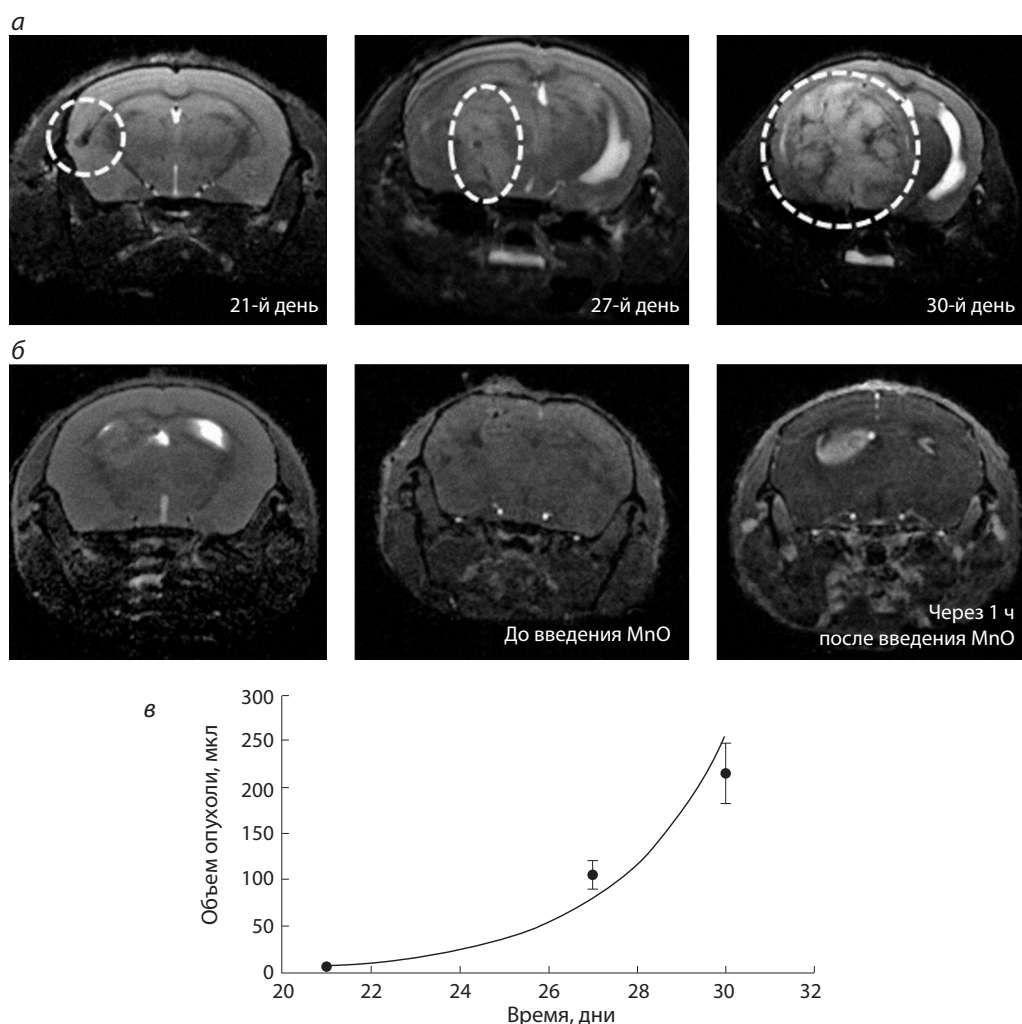 а
21-й день
27-й день
30-й день
б
До введения MnO
Через 1 ч
после введения MnO
в
Объем опухоли, мкл
300
250
200
150
100
50
0
20
22
24
26
28
30
32
Время, дни